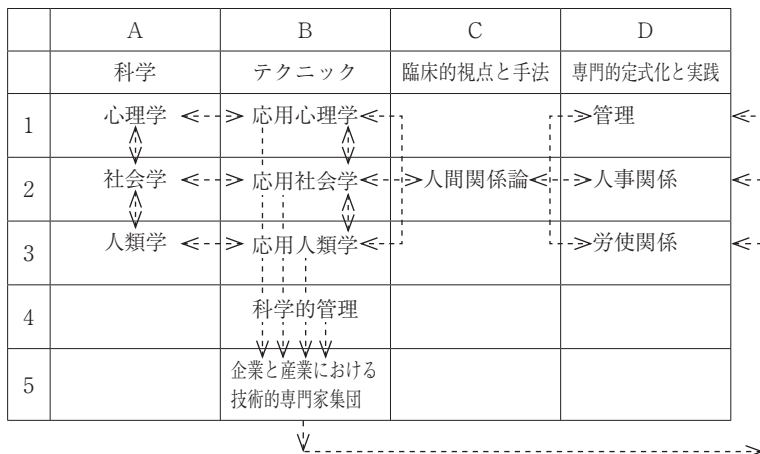 A B C D
科学 テクニック 臨床的視点と手法 専門的定式化と実践
1 心理学 応用心理学 管理
2 社会学 応用社会学 人間関係論 人事関係
3 人類学 応用人類学 労使関係
4 科学的管理
5 企業と産業における
技術的専門家集団